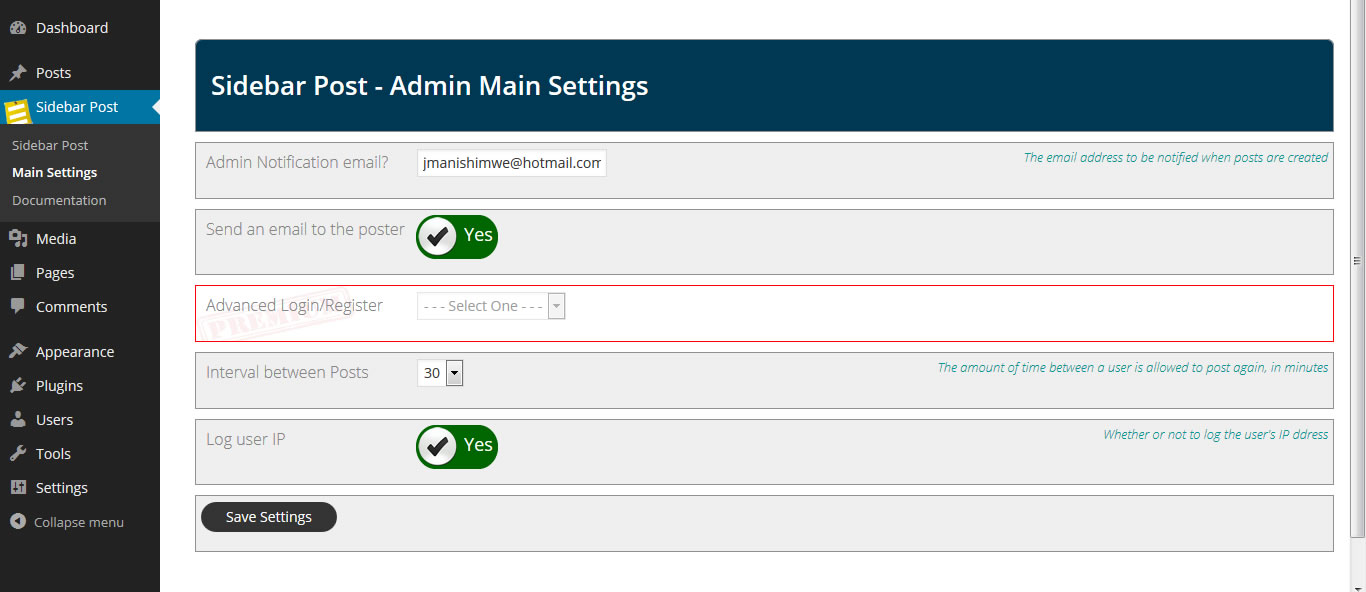 Dashboard
Posts
Sidebar Post
Sidebar Post
Main Settings
Documentation
Media
Pages
Comments
Appearance
Plugins
Users
Tools
Settings
Collapse menu
Sidebar Post - Admin Main Settings
Admin Notification email? jmanishimwe@hotmail.com The email address to be notified when posts are created
Send an email to the poster Yes
Advanced Login/Register - - - Select One - - -
PREMIUM
Interval between Posts 30 The amount of time between a user is allowed to post again, in minutes
Log user IP Yes Whether or not to log the user's IP ddress
Save Settings